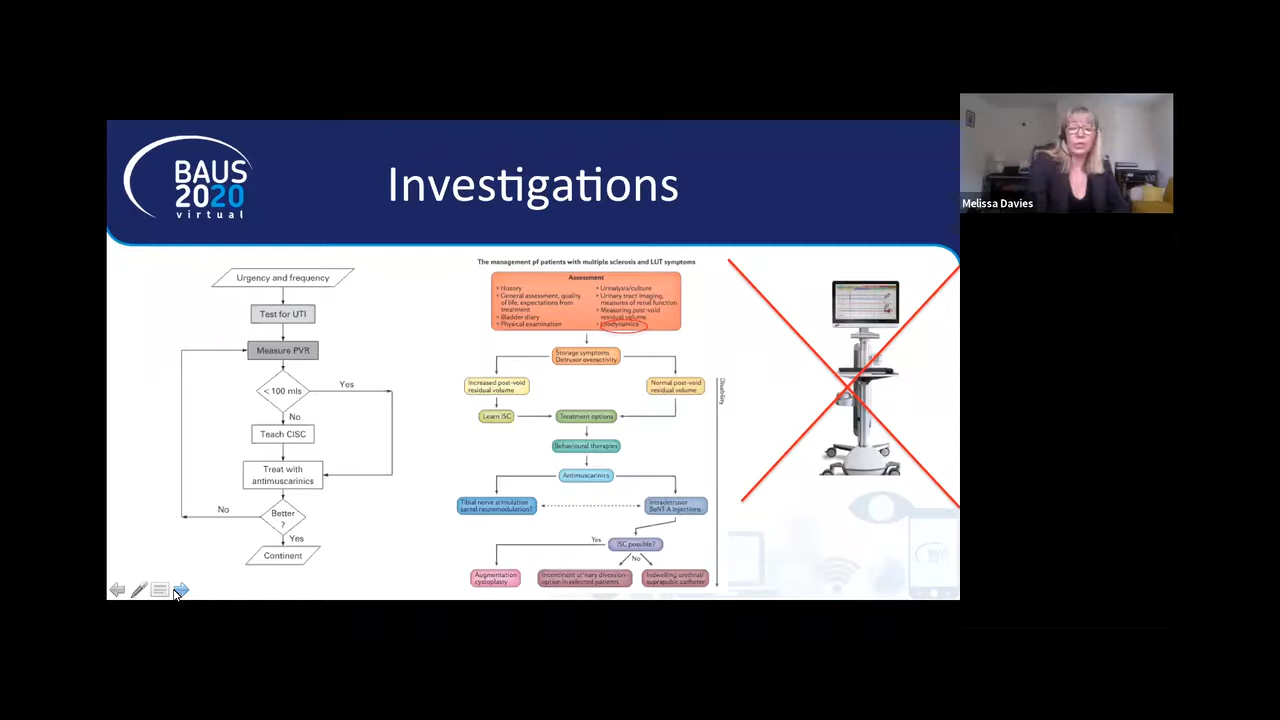 BAUS
2020
virtual
Investigations
Melissa Davies
Urgency and frequency
Test for UTI
Measure PVR
< 100 mls
Yes
No
Teach CISC
Treat with
antimuscarinics
Better
?
No
Yes
Continent
The management of patients with multiple sclerosis and LUT symptoms
Assessment
• History
• General assessment, quality
of life, expectations from
treatment
• Bladder diary
• Physical examination
• Urinalysis/culture
• Urinary tract imaging,
measures of renal function
• Measuring post-void
residual volume
• Urodynamics
Storage symptoms
Detrusor overactivity
Increased post-void
residual volume
Normal post-void
residual volume
Learn ISC
Treatment options
Behavioural therapies
Antimuscarinics
Tibial nerve stimulation
sacral neuromodulation?
Intradetrusor
BoNT-A injections
ISC possible?
Yes
No
Augmentation
cystoplasty
Incontinent urinary diversion-
option in selected patients
Indwelling urethral/
suprapubic catheter
Disability